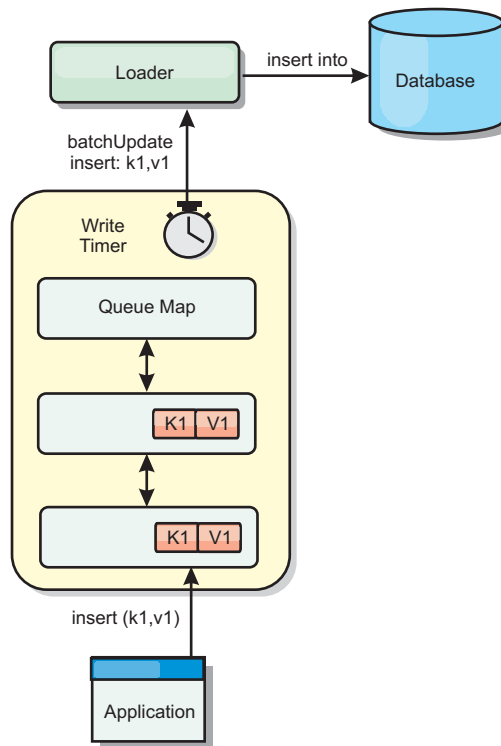 Loader
insert into
Database
batchUpdate
insert: k1,v1
Write
Timer
Queue Map
K1 V1
K1 V1
insert (k1,v1)
Application